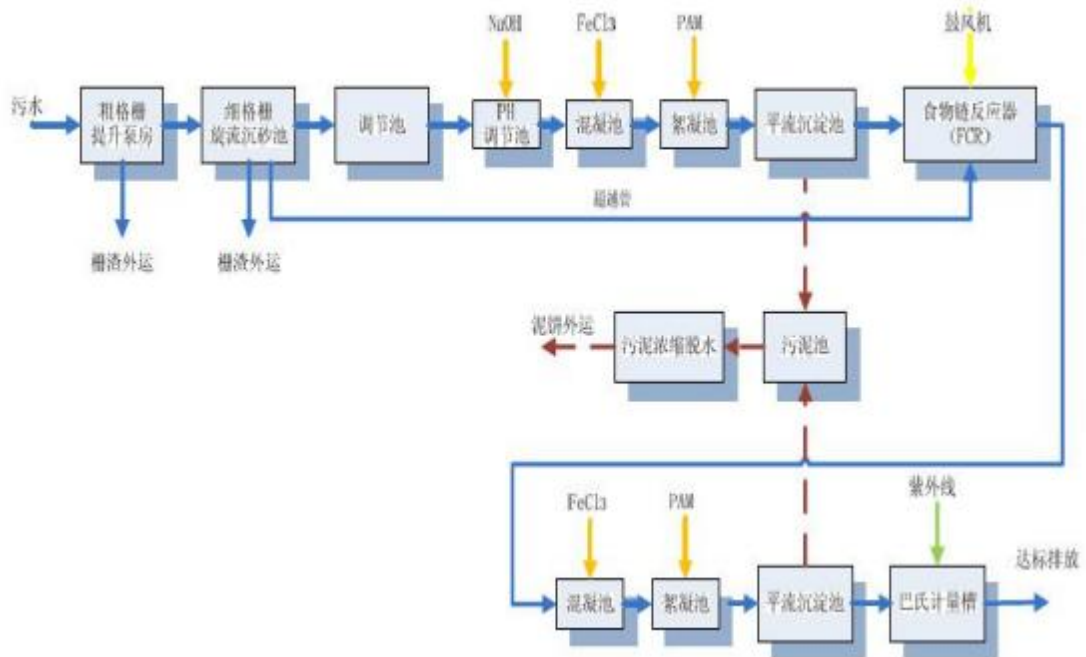 NaOH
FeCl3
PAM
鼓风机
污水
粗格栅
提升泵房
细格栅
旋流沉砂池
调节池
PH
调节池
混凝池
絮凝池
平流沉淀池
食物链反应器
(FCR)
超越管
栅渣外运
栅渣外运
泥饼外运
污泥浓缩脱水
污泥池
FeCl3
PAM
紫外线
混凝池
絮凝池
平流沉淀池
巴氏计量槽
达标排放